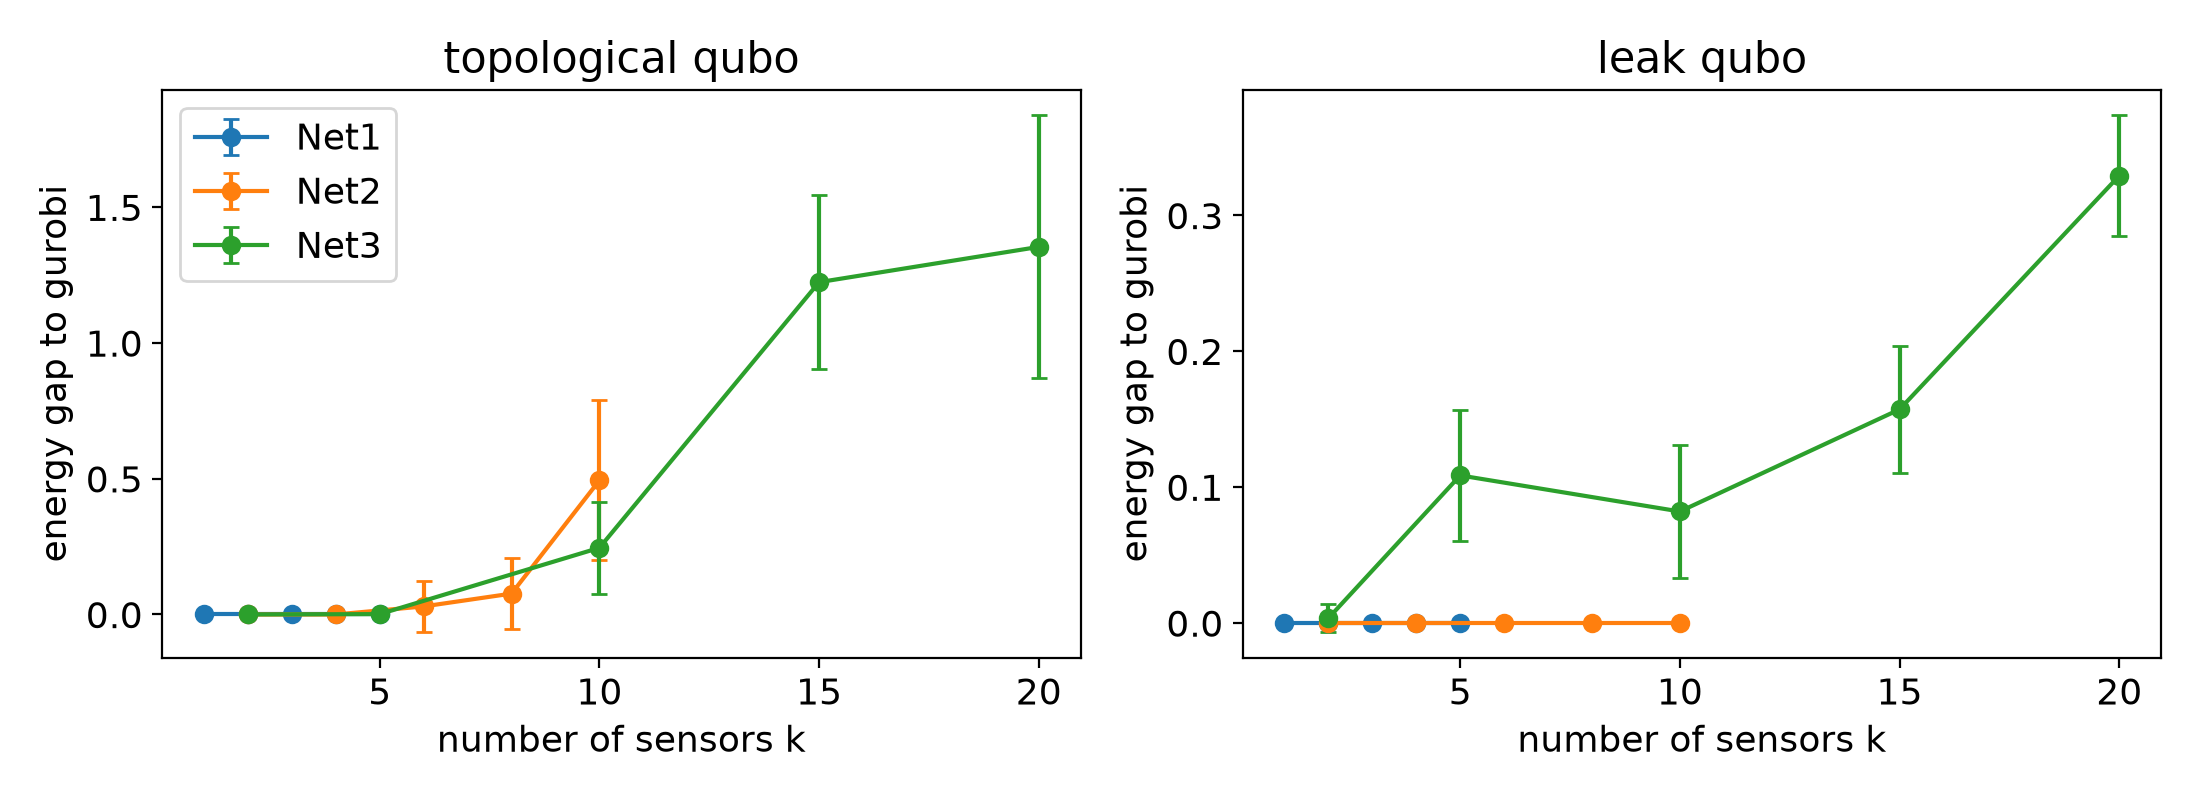 topological qubo
Net1
Net2
Net3
energy gap to gurobi
1.5
1.0
0.5
0.0
5 10 15 20
number of sensors k
leak qubo
energy gap to gurobi
0.3
0.2
0.1
0.0
5 10 15 20
number of sensors k